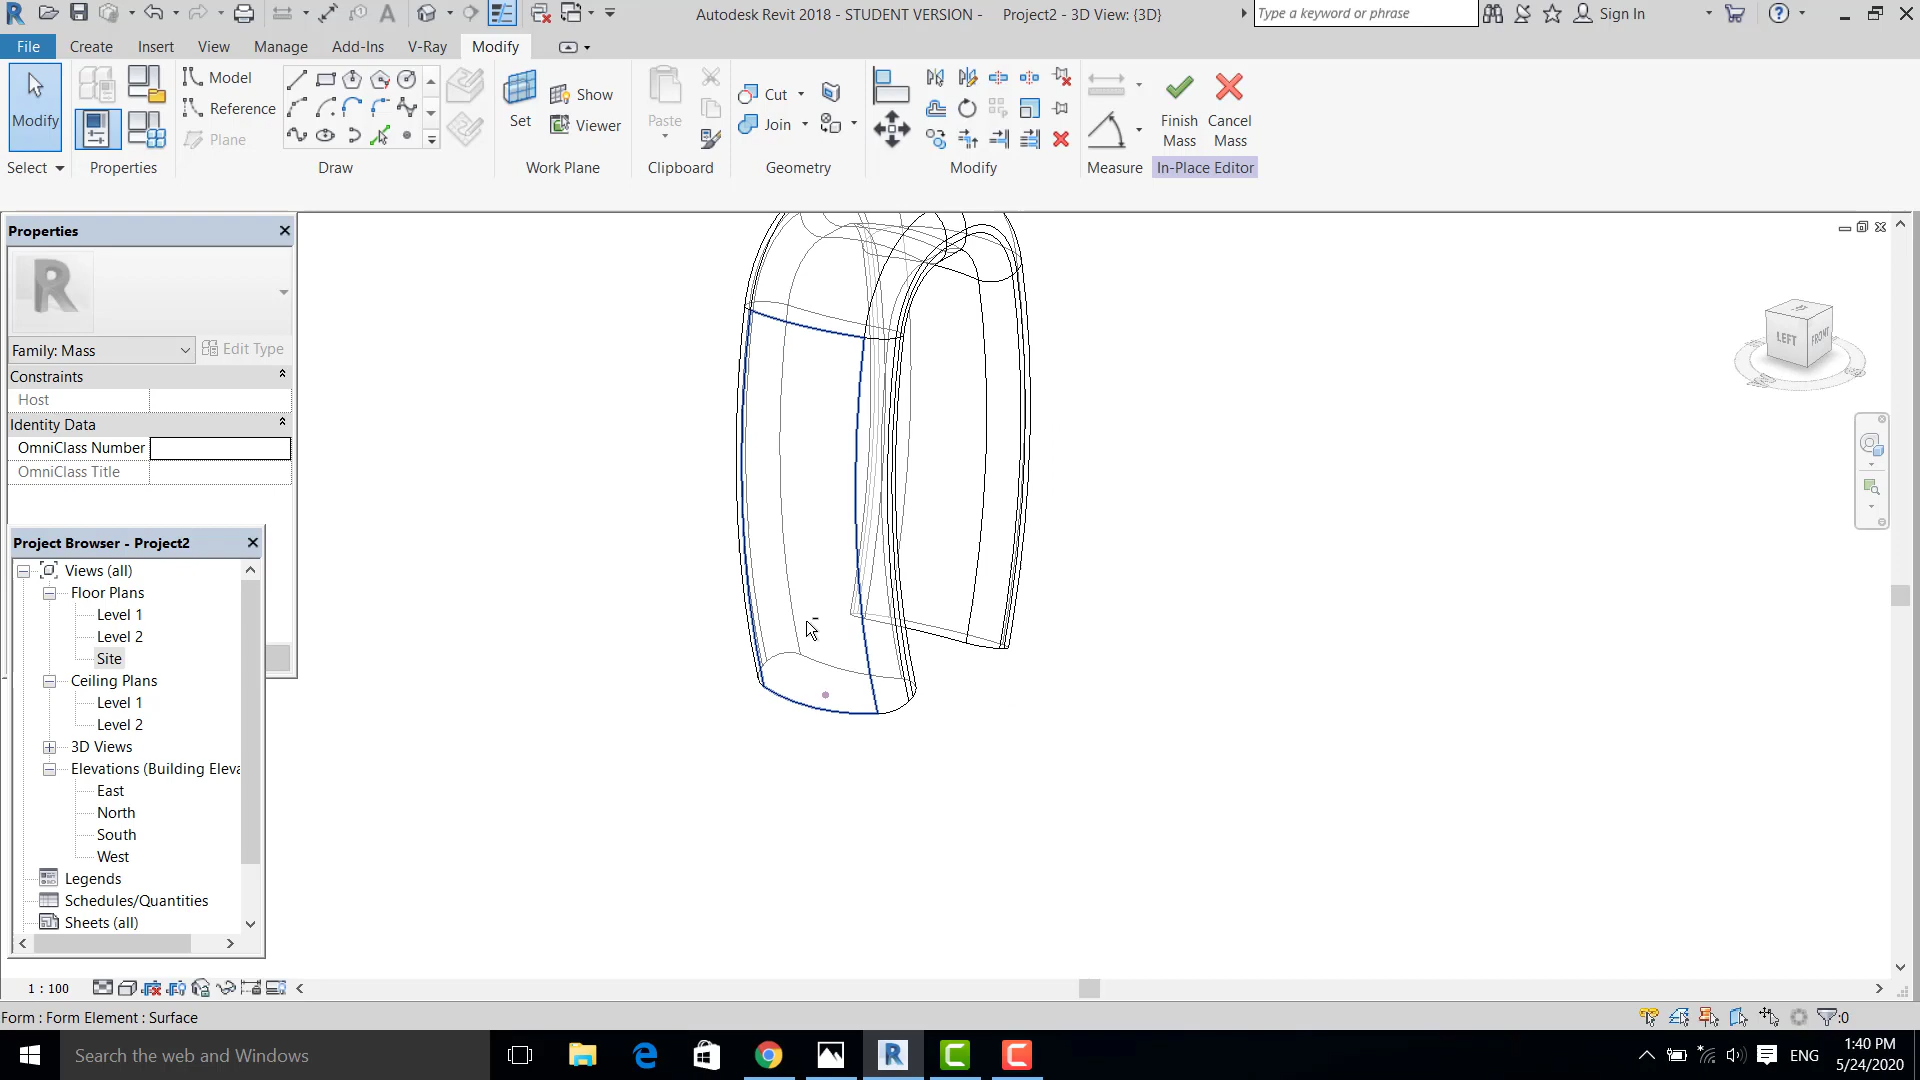 Autodesk Revit 2018 - STUDENT VERSION - Project2 - 3D View: {3D}
Type a keyword or phrase
Sign In
File Create Insert View Manage Add-Ins V-Ray Modify
Modify
Model
Reference
Plane
Set
Show
Viewer
Paste
Cut
Join
Finish Mass
Cancel Mass
Select Properties Draw Work Plane Clipboard Geometry Modify Measure In-Place Editor
Properties
Family: Mass
Edit Type
Constraints
Host
Identity Data
OmniClass Number
OmniClass Title
LEFT
FRONT
Project Browser - Project2
Views (all)
Floor Plans
Level 1
Level 2
Site
Ceiling Plans
Level 1
Level 2
3D Views
Elevations (Building Eleva
East
North
South
West
Legends
Schedules/Quantities
Sheets (all)
1 : 100
Form : Form Element : Surface
:0
Search the web and Windows
ENG
1:40 PM
5/24/2020